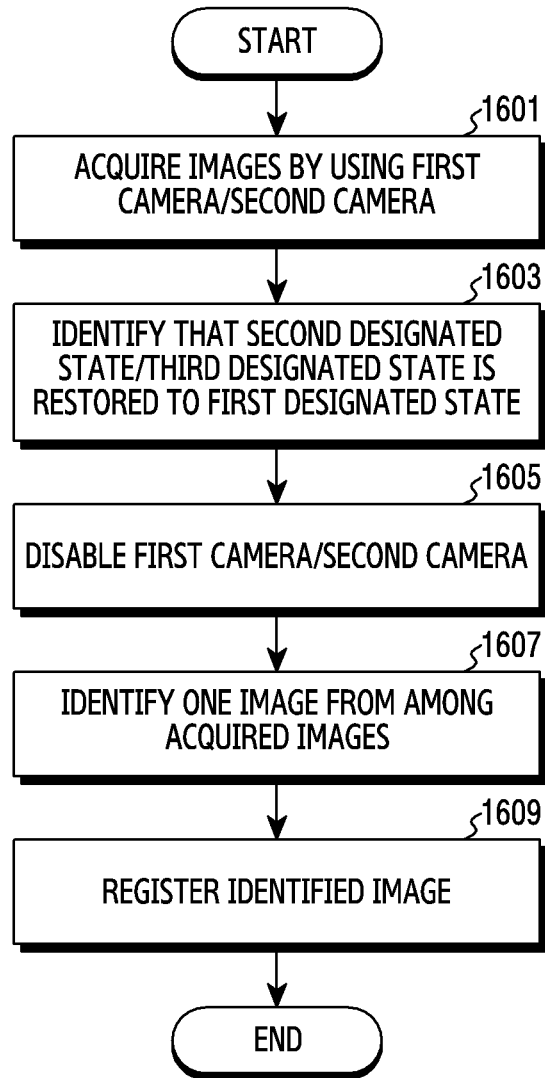 START
1601
ACQUIRE IMAGES BY USING FIRST
CAMERA/SECOND CAMERA
1603
IDENTIFY THAT SECOND DESIGNATED
STATE/THIRD DESIGNATED STATE IS
RESTORED TO FIRST DESIGNATED STATE
1605
DISABLE FIRST CAMERA/SECOND CAMERA
1607
IDENTIFY ONE IMAGE FROM AMONG
ACQUIRED IMAGES
1609
REGISTER IDENTIFIED IMAGE
END